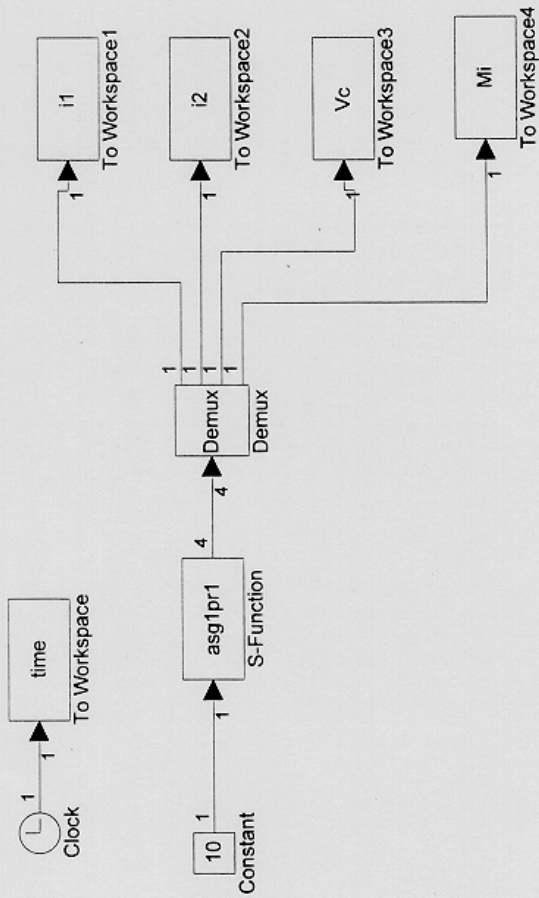 1
1
time
Clock
To Workspace
10
1
1
asg1pr1
4
4
Demux
1
1
1
1
Constant
S-Function
Demux
1
i1
To Workspace1
1
i2
To Workspace2
1
Vc
To Workspace3
1
Mi
To Workspace4